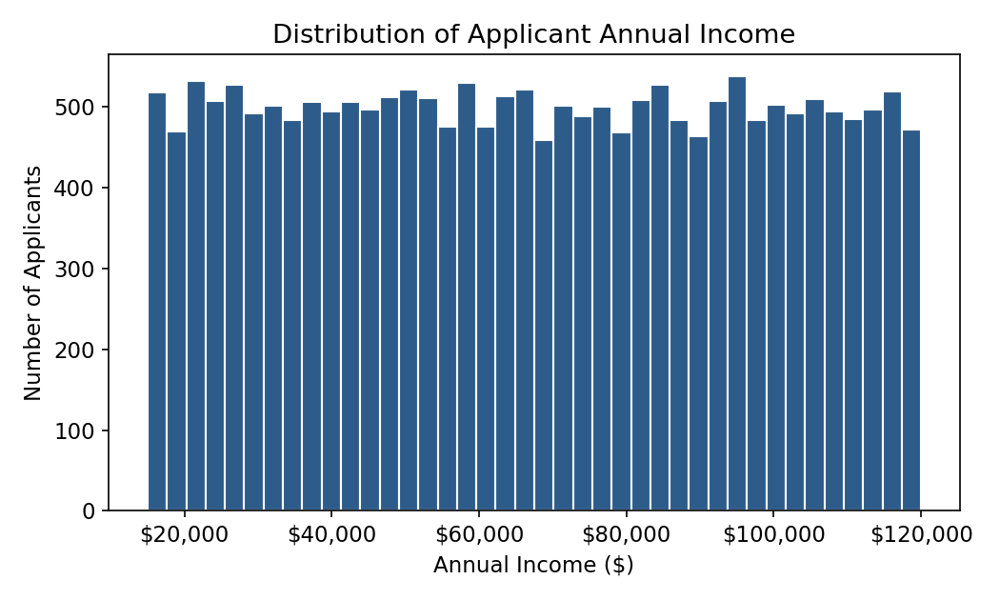 Distribution of Applicant Annual Income
Number of Applicants
500
400
300
200
100
0
$20,000 $40,000 $60,000 $80,000 $100,000 $120,000
Annual Income ($)